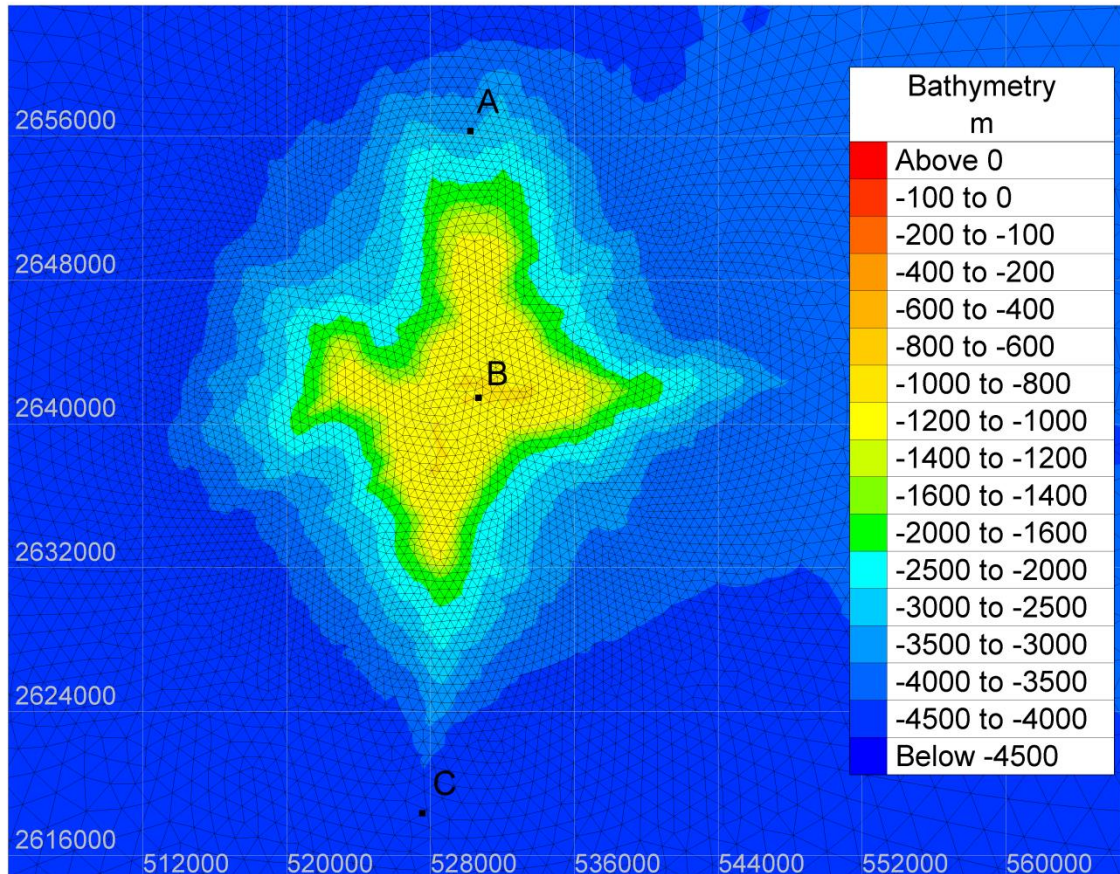 A
2656000
2648000
B
2640000
2632000
2624000
C
2616000
512000 520000 528000 536000 544000 552000 560000
Bathymetry
m
Above 0
-100 to 0
-200 to -100
-400 to -200
-600 to -400
-800 to -600
-1000 to -800
-1200 to -1000
-1400 to -1200
-1600 to -1400
-2000 to -1600
-2500 to -2000
-3000 to -2500
-3500 to -3000
-4000 to -3500
-4500 to -4000
Below -4500